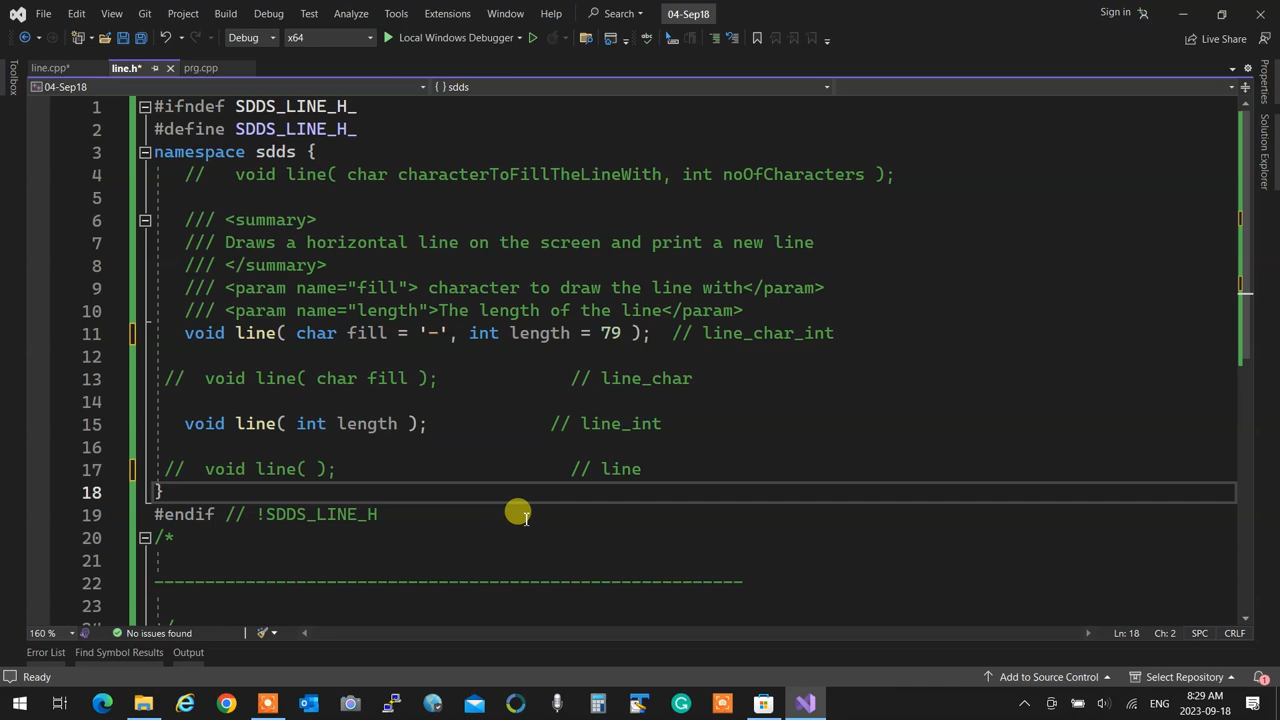 File Edit View Git Project Build Debug Test Analyze Tools Extensions Window Help Search 04-Sep18 Sign in
Debug x64 Local Windows Debugger Live Share
line.cpp* line.h* prg.cpp
04-Sep18 { } sdds
Toolbox
Properties
Solution Explorer
1 #ifndef SDDS_LINE_H_
2 #define SDDS_LINE_H_
3 namespace sdds {
4 // void line( char characterToFillTheLineWith, int noOfCharacters );
5
6 /// <summary>
7 /// Draws a horizontal line on the screen and print a new line
8 /// </summary>
9 /// <param name="fill"> character to draw the line with</param>
10 /// <param name="length">The length of the line</param>
11 void line( char fill = '-', int length = 79 ); // line_char_int
12
13 // void line( char fill ); // line_char
14
15 void line( int length ); // line_int
16
17 // void line( ); // line
18 }
19 #endif // !SDDS_LINE_H
20 /*
21
22 ----------------------------------------------------------
23
160 % No issues found Ln: 18 Ch: 2 SPC CRLF
Error List Find Symbol Results Output
Ready Add to Source Control Select Repository 1
ENG 8:29 AM
2023-09-18